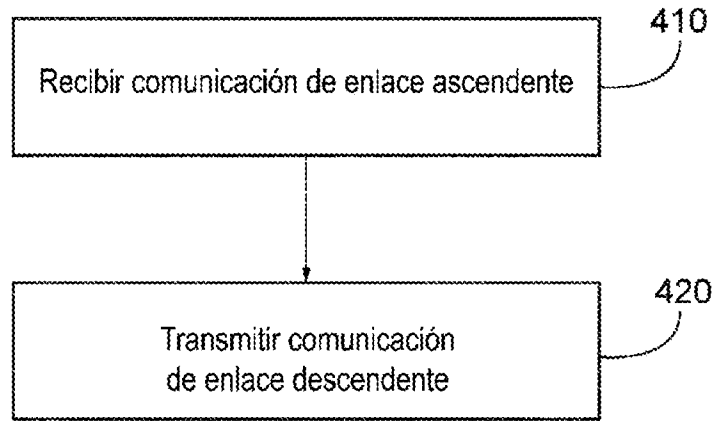 410
Recibir comunicación de enlace ascendente
420
Transmitir comunicación
de enlace descendente